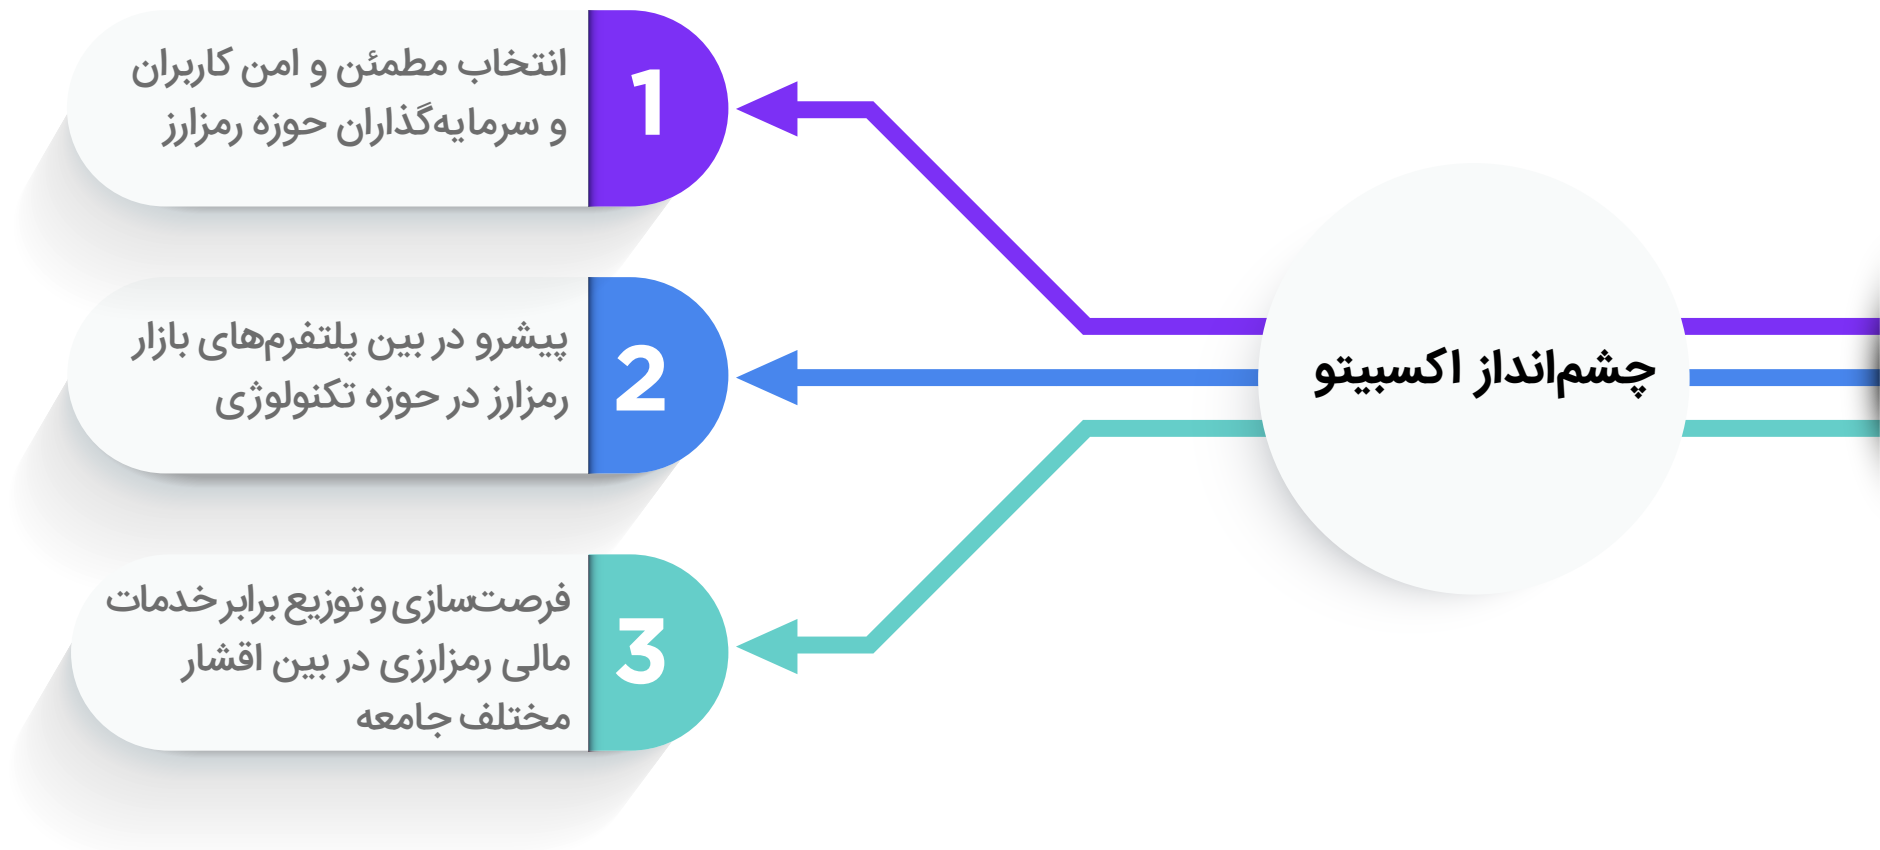 چشم‌انداز اکسبیتو
1
انتخاب مطمئن و امن کاربران
و سرمایه‌گذاران حوزه رمزارز
2
پیشرو در بین پلتفرم‌های بازار
رمزارز در حوزه تکنولوژی
3
فرصت‌سازی و توزیع برابر خدمات
مالی رمزارزی در بین اقشار
مختلف جامعه